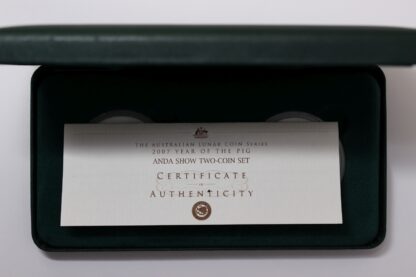 THE AUSTRALIAN LUNAR COIN SERIES
2007 YEAR OF THE PIG
ANDA SHOW TWO-COIN SET
CERTIFICATE
OF
AUTHENTICITY